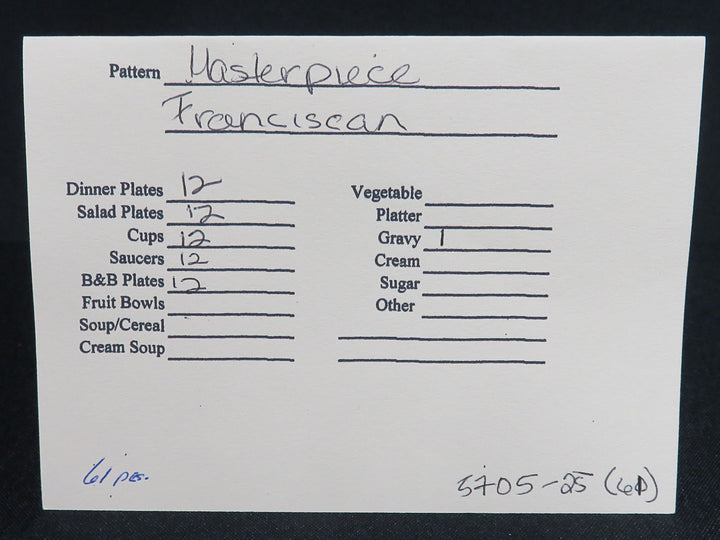 Pattern Masterpiece
Franciscan
Dinner Plates 12
Salad Plates 12
Cups 12
Saucers 12
B&B Plates 12
Fruit Bowls
Soup/Cereal
Cream Soup
Vegetable
Platter
Gravy 1
Cream
Sugar
Other
61 pcs.
5705-25 (61)